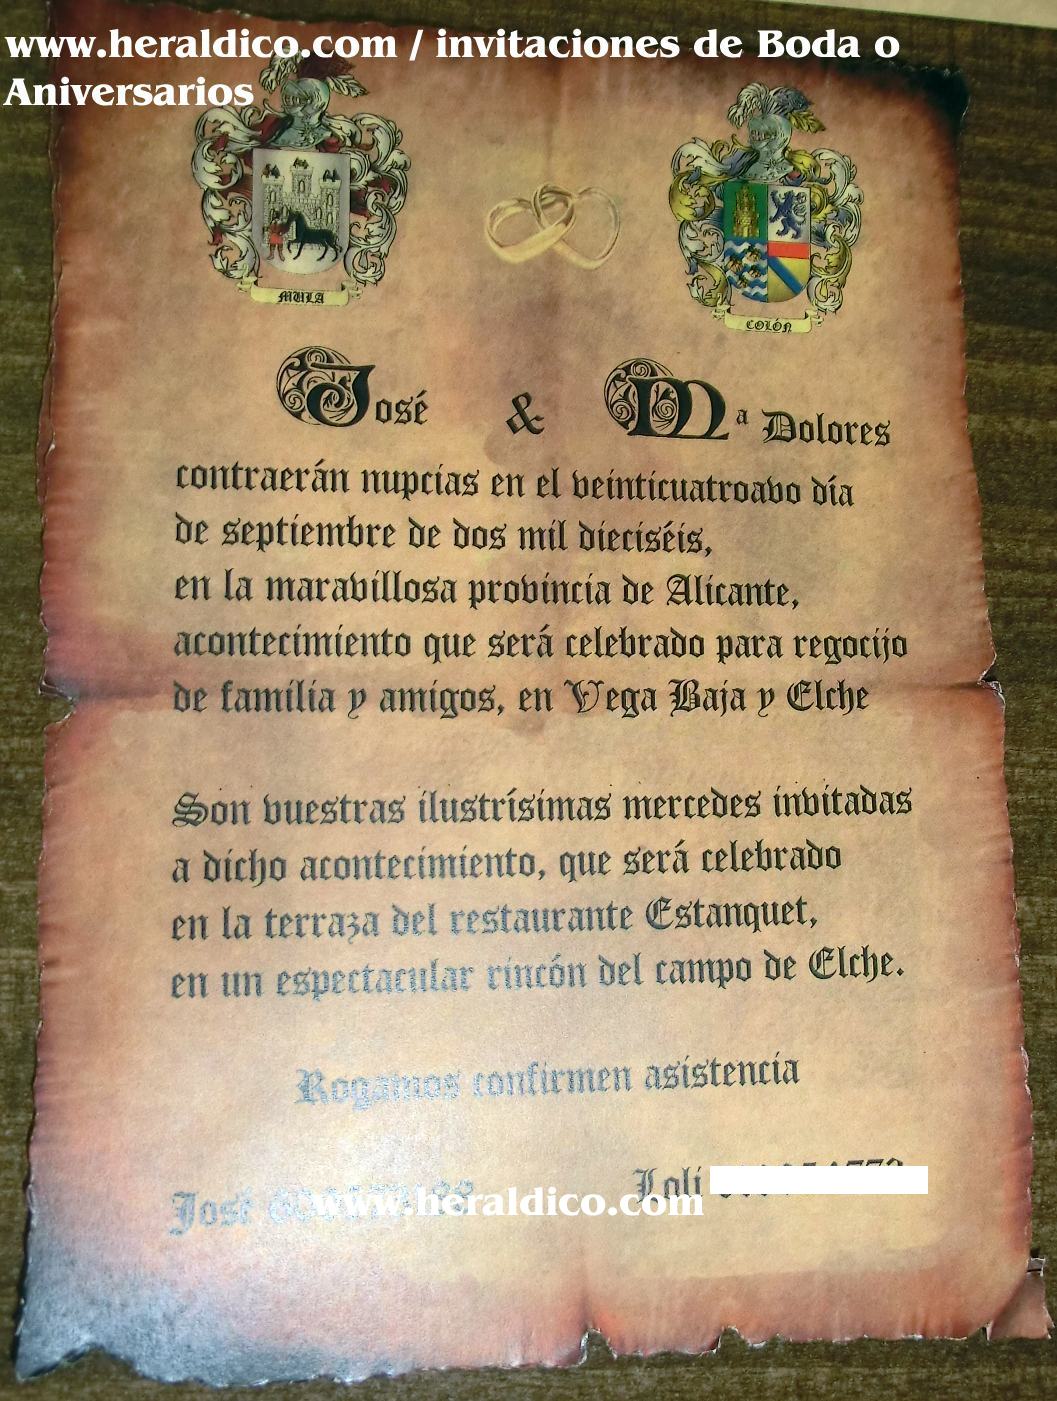 www.heraldico.com / invitaciones de Boda o
Aniversarios
MULA
COLÓN
José & Mª Dolores
contraerán nupcias en el veinticuatroavo día
de septiembre de dos mil dieciséis,
en la maravillosa provincia de Alicante,
acontecimiento que será celebrado para regocijo
de familia y amigos, en Vega Baja y Elche
Son vuestras ilustrísimas mercedes invitadas
a dicho acontecimiento, que será celebrado
en la terraza del restaurante Estanquet,
en un espectacular rincón del campo de Elche.
Rogamos confirmen asistencia
Loli
José
www.heraldico.com
www.heraldico.com